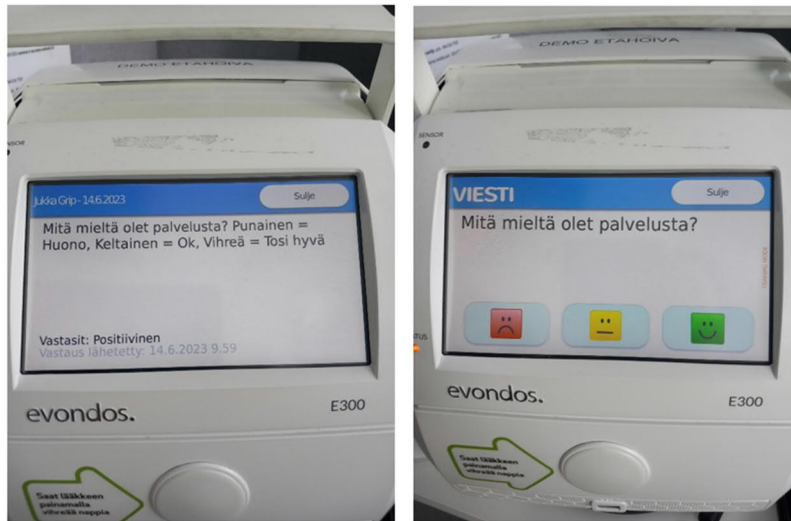 DEMO ETÄHOIVA
SENSOR
Jukka Grip - 14.6.2023
Sulje
Mitä mieltä olet palvelusta? Punainen =
Huono, Keltainen = Ok, Vihreä = Tosi hyvä
Vastasit: Positiivinen
Vastaus lähetetty: 14.6.2023 9.59
evondos.
E300
Saat lääkkeen
painamalla
vihreää nappia
DEMO ETAHOIVA
SENSOR
VIESTI
Sulje
Mitä mieltä olet palvelusta?
evondos.
E300
Saat lääkkeen
painamalla
vihreää nappia